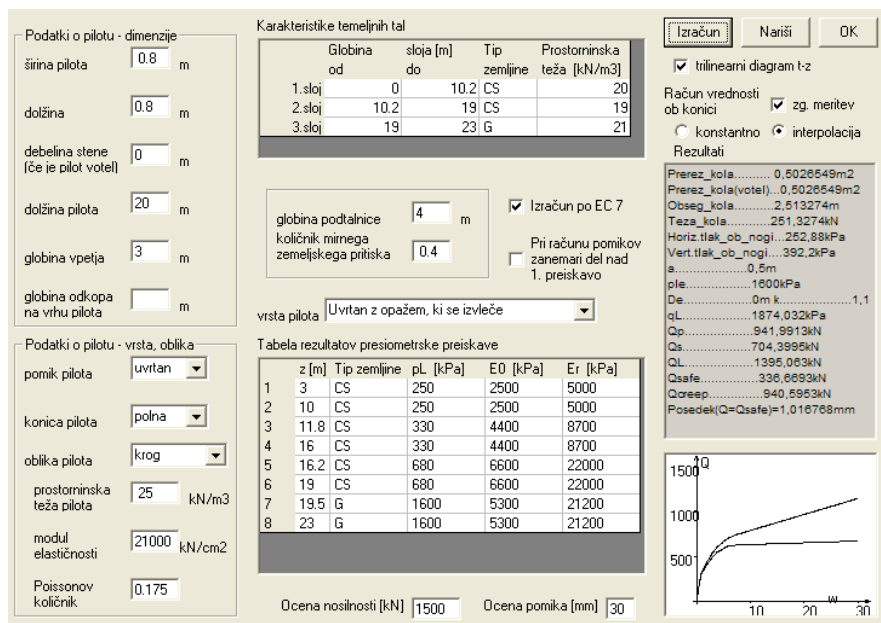 Podatki o pilotu - dimenzije
širina pilota 0.8 m
dolžina 0.8 m
debelina stene
(če je pilot votel) 0 m
dolžina pilota 20 m
globina vpetja 3 m
globina odkopa
na vrhu pilota m
Podatki o pilotu - vrsta, oblika
pomik pilota uvrtan
konica pilota polna
oblika pilota krog
prostorninska
teža pilota 25 kN/m3
modul
elastičnosti 21000 kN/cm2
Poissonov
količnik 0.175
Karakteristike temeljnih tal
Globina sloja [m] Tip Prostorninska
od do zemljine teža [kN/m3]
1.sloj 0 10.2 CS 20
2.sloj 10.2 19 CS 19
3.sloj 19 23 G 21
globina podtalnice 4 m
količnik mirnega
zemeljskega pritiska 0.4
Izračun po EC 7
Pri računu pomikov
zanemari del nad
1. preiskavo
vrsta pilota Uvrtan z opažem, ki se izvleče
Tabela rezultatov presiometrske preiskave
z [m] Tip zemljine pL [kPa] E0 [kPa] Er [kPa]
1 3 CS 250 2500 5000
2 10 CS 250 2500 5000
3 11.8 CS 330 4400 8700
4 16 CS 330 4400 8700
5 16.2 CS 680 6600 22000
6 19 CS 680 6600 22000
7 19.5 G 1600 5300 21200
8 23 G 1600 5300 21200
Ocena nosilnosti [kN] 1500 Ocena pomika [mm] 30
Izračun Nariši OK
trilinearni diagram t-z
Račun vrednosti
ob konici zg. meritev
konstantno interpolacija
Rezultati
Prerez_kola.......... 0,5026549m2
Prerez_kola(votel)...0,5026549m2
Obseg_kola..........2,513274m
Teza_kola...........251,3274kN
Horiz.tlak_ob_nogi...252,88kPa
Vert.tlak_ob_nogi....392,2kPa
a..................0,5m
ple..................1600kPa
De..................0m k................1,1
qL..................1874,032kPa
Qp..................941,9913kN
Qs..................704,3995kN
QL..................1395,063kN
Qsafe...............336,6693kN
Qcreep..............940,5953kN
Posedek(Q=Qsafe)=1,016768mm
1500 Q
1000
500
10 20 w 30